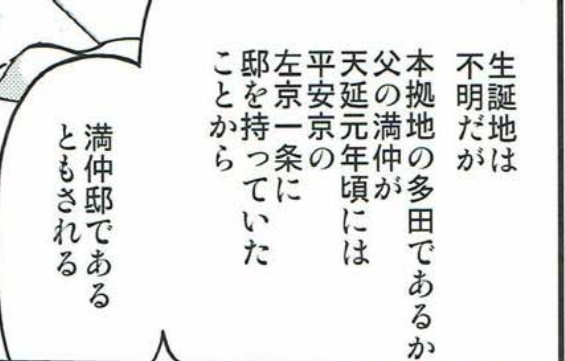 生誕地は
不明だが
本拠地の多田であるか
父の満仲が
天延元年頃には
平安京の
左京一条に
邸を持っていた
ことから
満仲邸である
ともされる